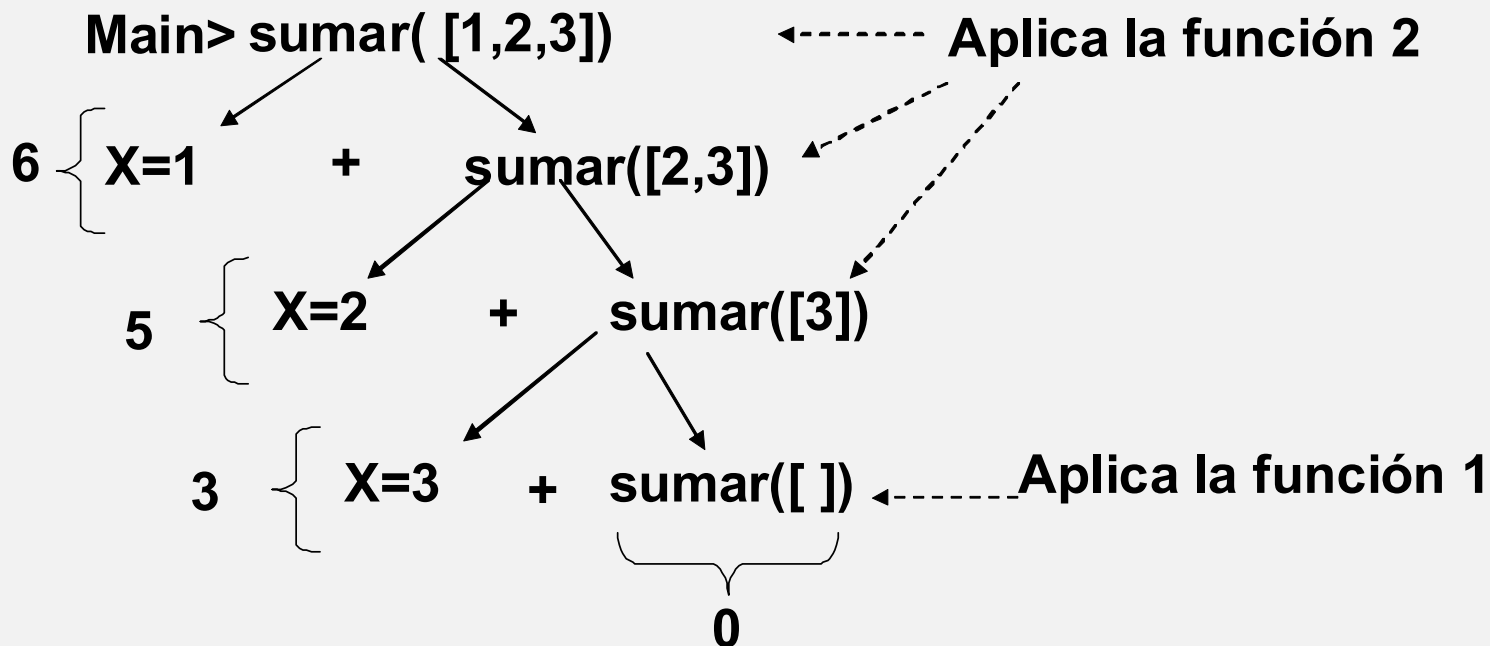 Main> sumar( [1,2,3]) Aplica la función 2
6 X=1 + sumar([2,3])
5 X=2 + sumar([3])
3 X=3 + sumar([ ]) Aplica la función 1
0